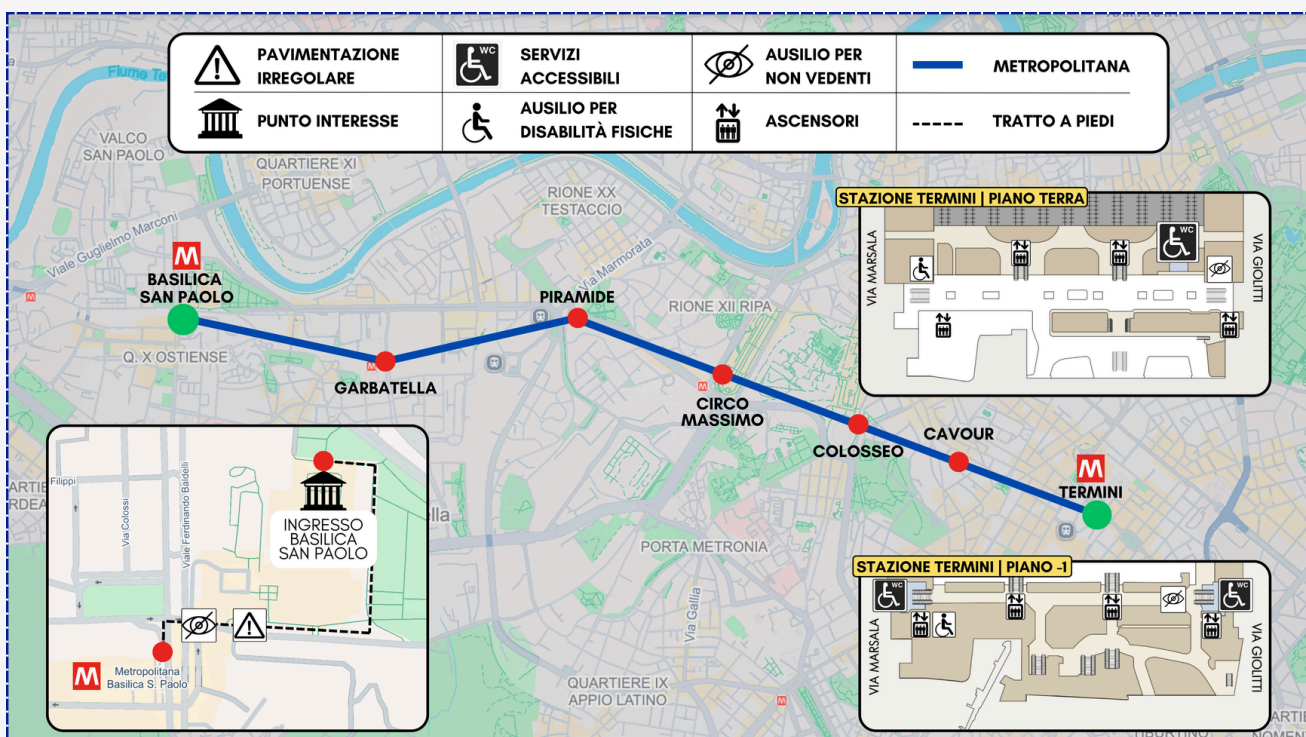 PAVIMENTAZIONE
IRREGOLARE
WC
SERVIZI
ACCESSIBILI
AUSILIO PER
NON VEDENTI
METROPOLITANA
PUNTO INTERESSE
AUSILIO PER
DISABILITÀ FISICHE
ASCENSORI
TRATTO A PIEDI
VALCO
SAN PAOLO
QUARTIERE XI
PORTUENSE
RIONE XX
TESTACCIO
Viale Guglielmo Marconi
Via Marmorata
RIONE XII RIPA
M
BASILICA
SAN PAOLO
Q. X OSTIENSE
GARBATELLA
PIRAMIDE
CIRCO
MASSIMO
COLOSSEO
CAVOUR
M
TERMINI
PORTA METRONIA
Via Gallia
QUARTIERE IX
APPIO LATINO
STAZIONE TERMINI | PIANO TERRA
VIA MARSALA
WC
VIA GIOLITTI
STAZIONE TERMINI | PIANO -1
WC
WC
VIA MARSALA
VIA GIOLITTI
Filippi
Via Colossi
Viale Ferdinando Baldelli
INGRESSO
BASILICA
SAN PAOLO
M
Metropolitana
Basilica S. Paolo